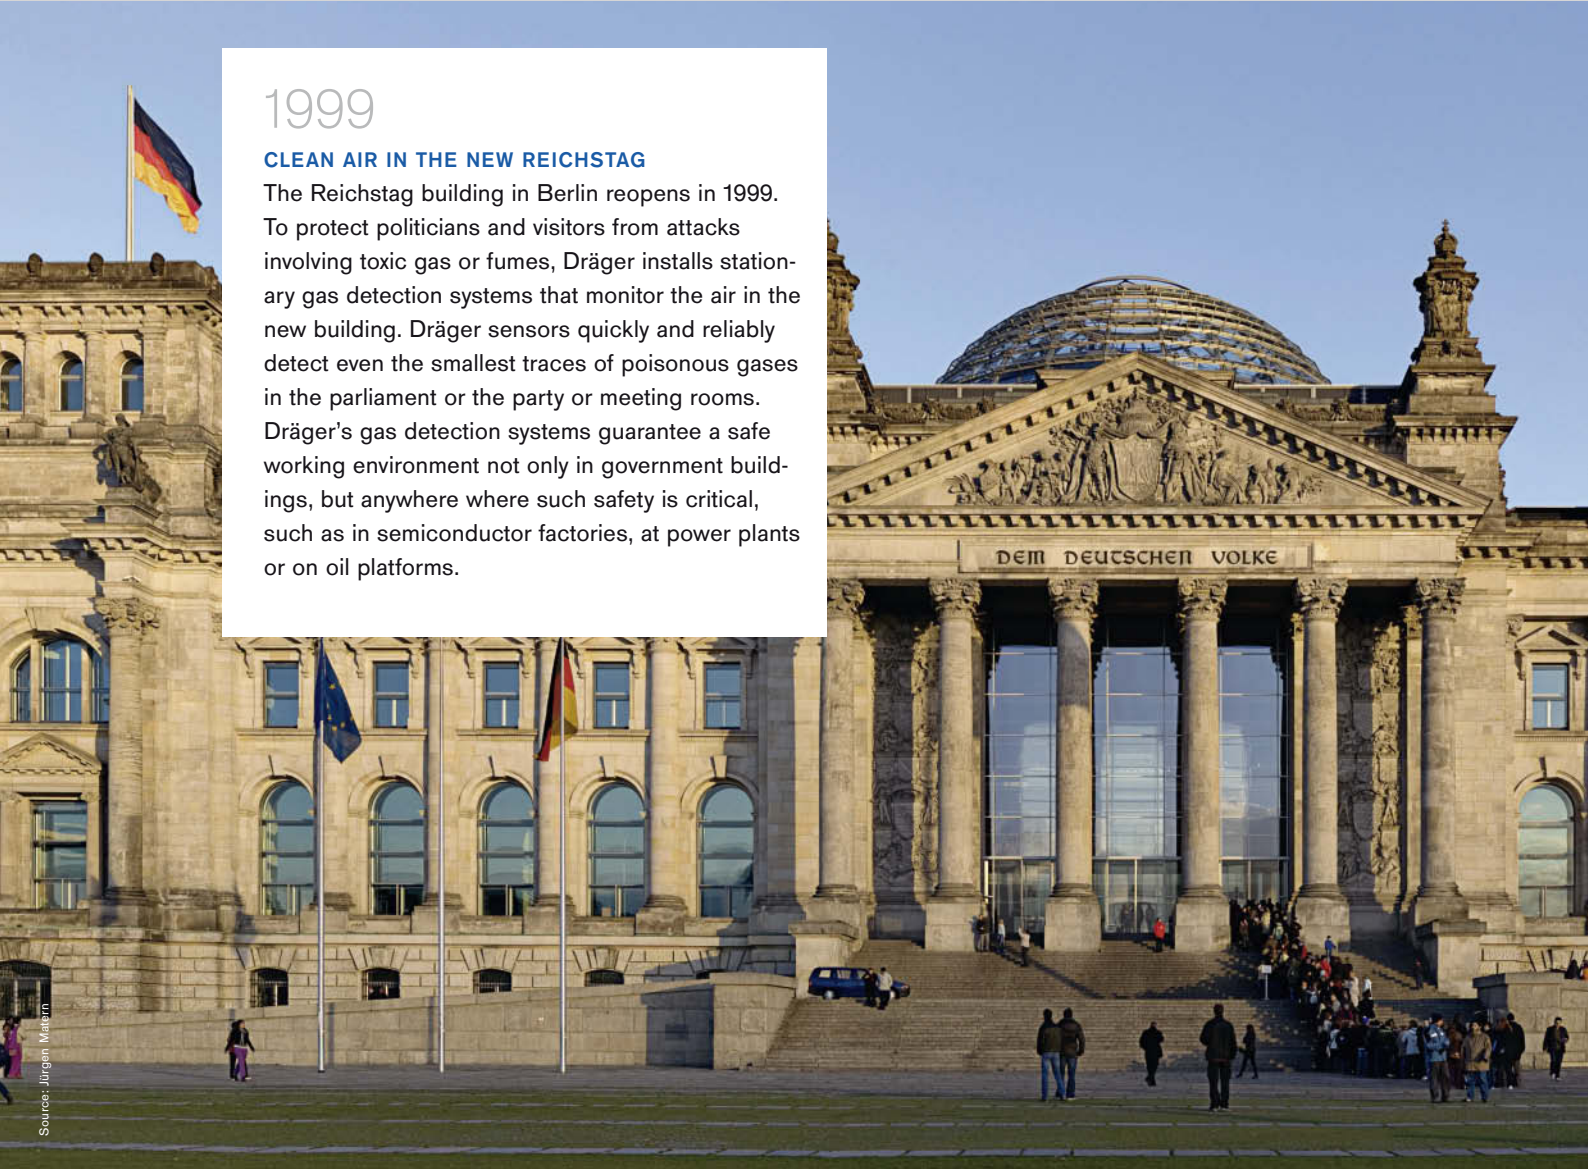 1999
CLEAN AIR IN THE NEW REICHSTAG
The Reichstag building in Berlin reopens in 1999.
To protect politicians and visitors from attacks
involving toxic gas or fumes, Dräger installs station-
ary gas detection systems that monitor the air in the
new building. Dräger sensors quickly and reliably
detect even the smallest traces of poisonous gases
in the parliament or the party or meeting rooms.
Dräger’s gas detection systems guarantee a safe
working environment not only in government build-
ings, but anywhere where such safety is critical,
such as in semiconductor factories, at power plants
or on oil platforms.
DEM DEUTSCHEN VOLKE
Source: Jürgen Matern